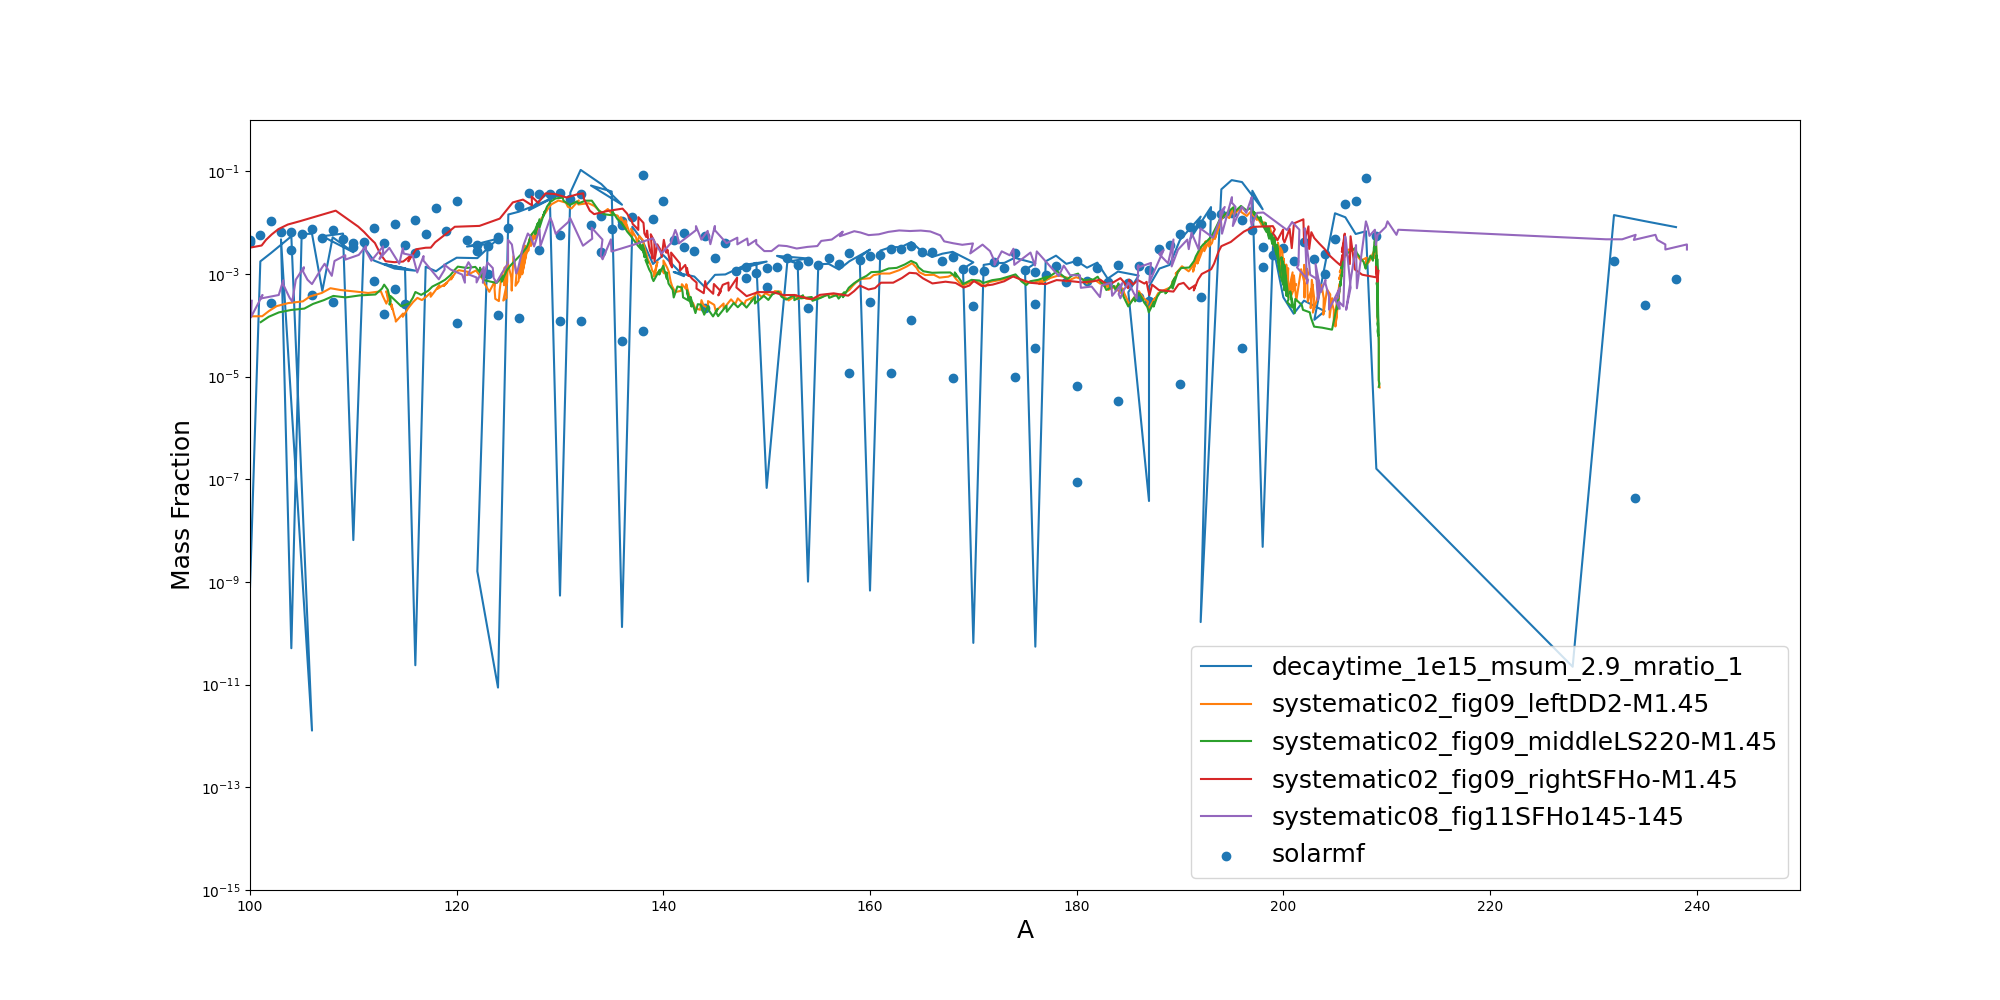 10⁻¹
10⁻³
10⁻⁵
10⁻⁷
10⁻⁹
10⁻¹¹
10⁻¹³
10⁻¹⁵
Mass Fraction
100 120 140 160 180 200 220 240
A
decaytime_1e15_msum_2.9_mratio_1
systematic02_fig09_leftDD2-M1.45
systematic02_fig09_middleLS220-M1.45
systematic02_fig09_rightSFHo-M1.45
systematic08_fig11SFHo145-145
solarmf